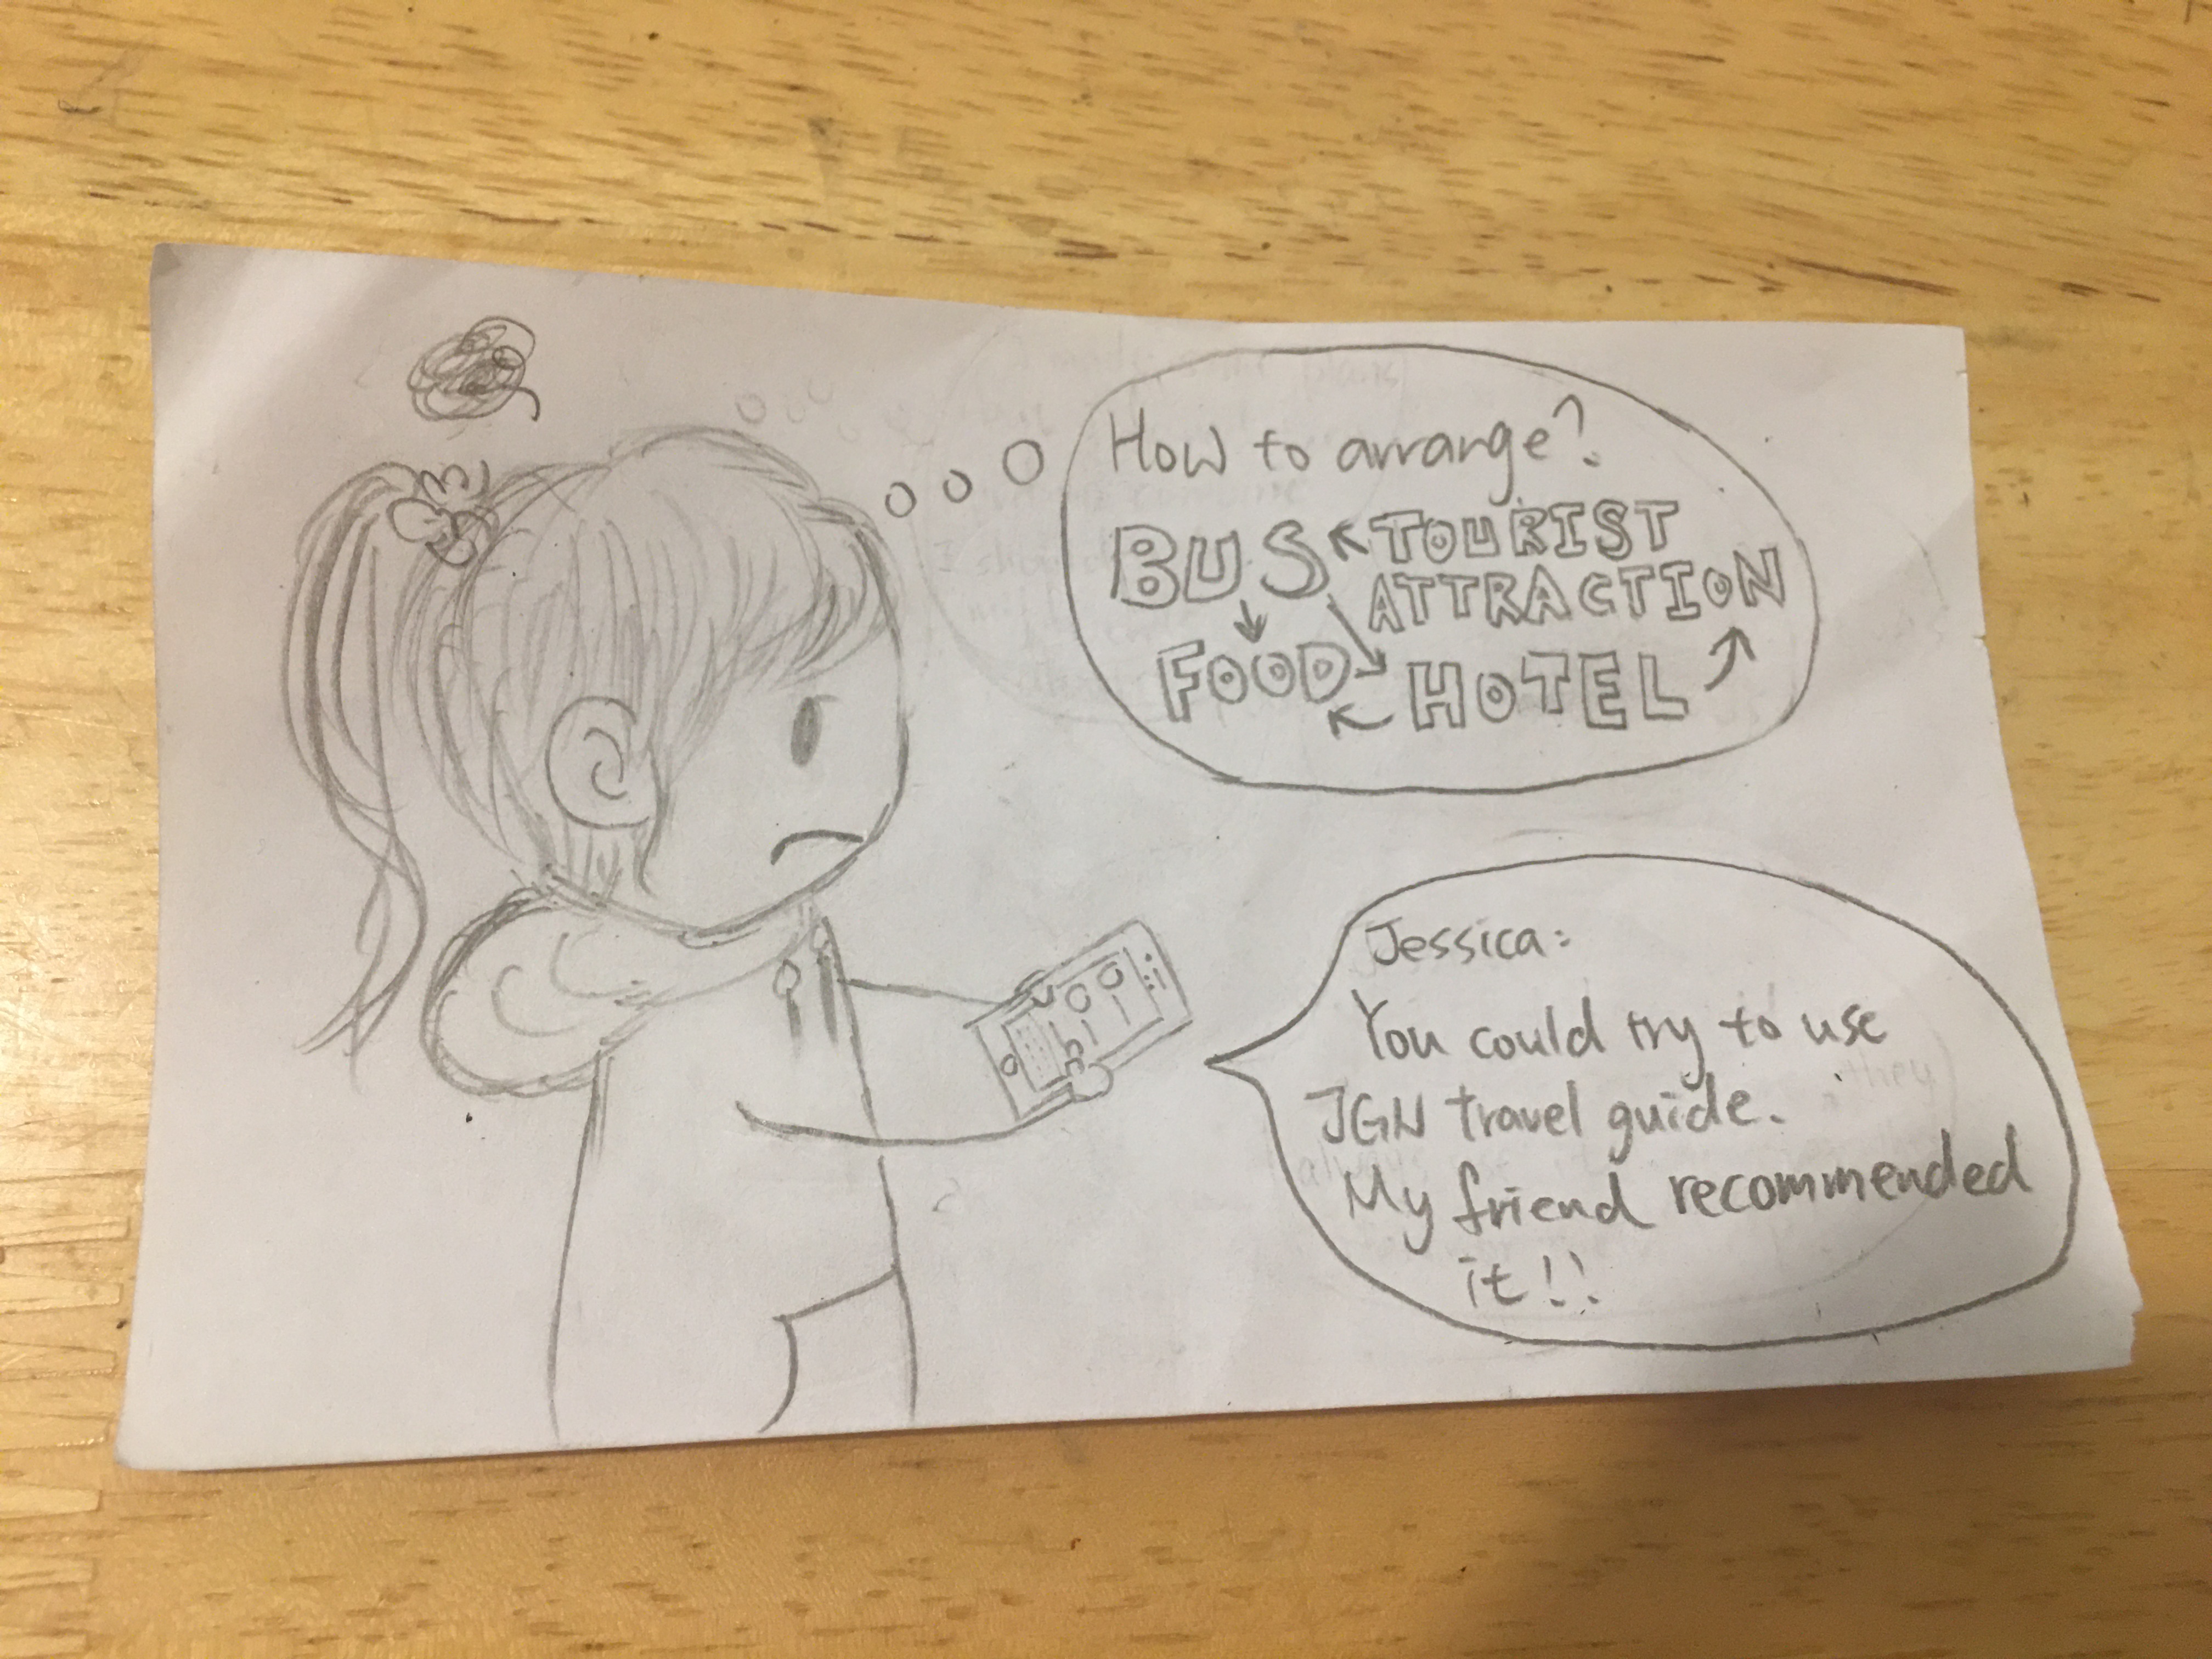 How to arrange?
BUS TOURIST
ATTRACTION
FOOD HOTEL
Jessica:
You could try to use
JGN travel guide.
My friend recommended
it!!
they